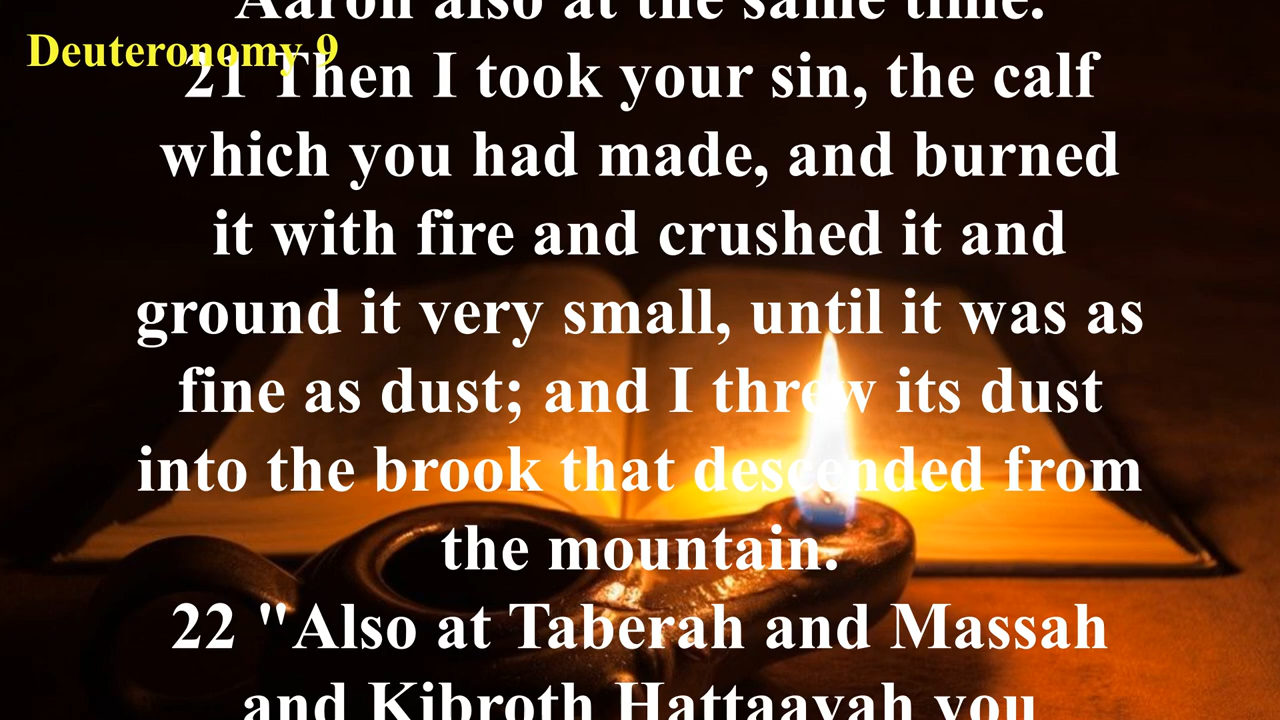 Aaron also at the same time.
Deuteronomy 9
21 Then I took your sin, the calf
which you had made, and burned
it with fire and crushed it and
ground it very small, until it was as
fine as dust; and I threw its dust
into the brook that descended from
the mountain.
22 "Also at Taberah and Massah
and Kibroth Hattaavah you